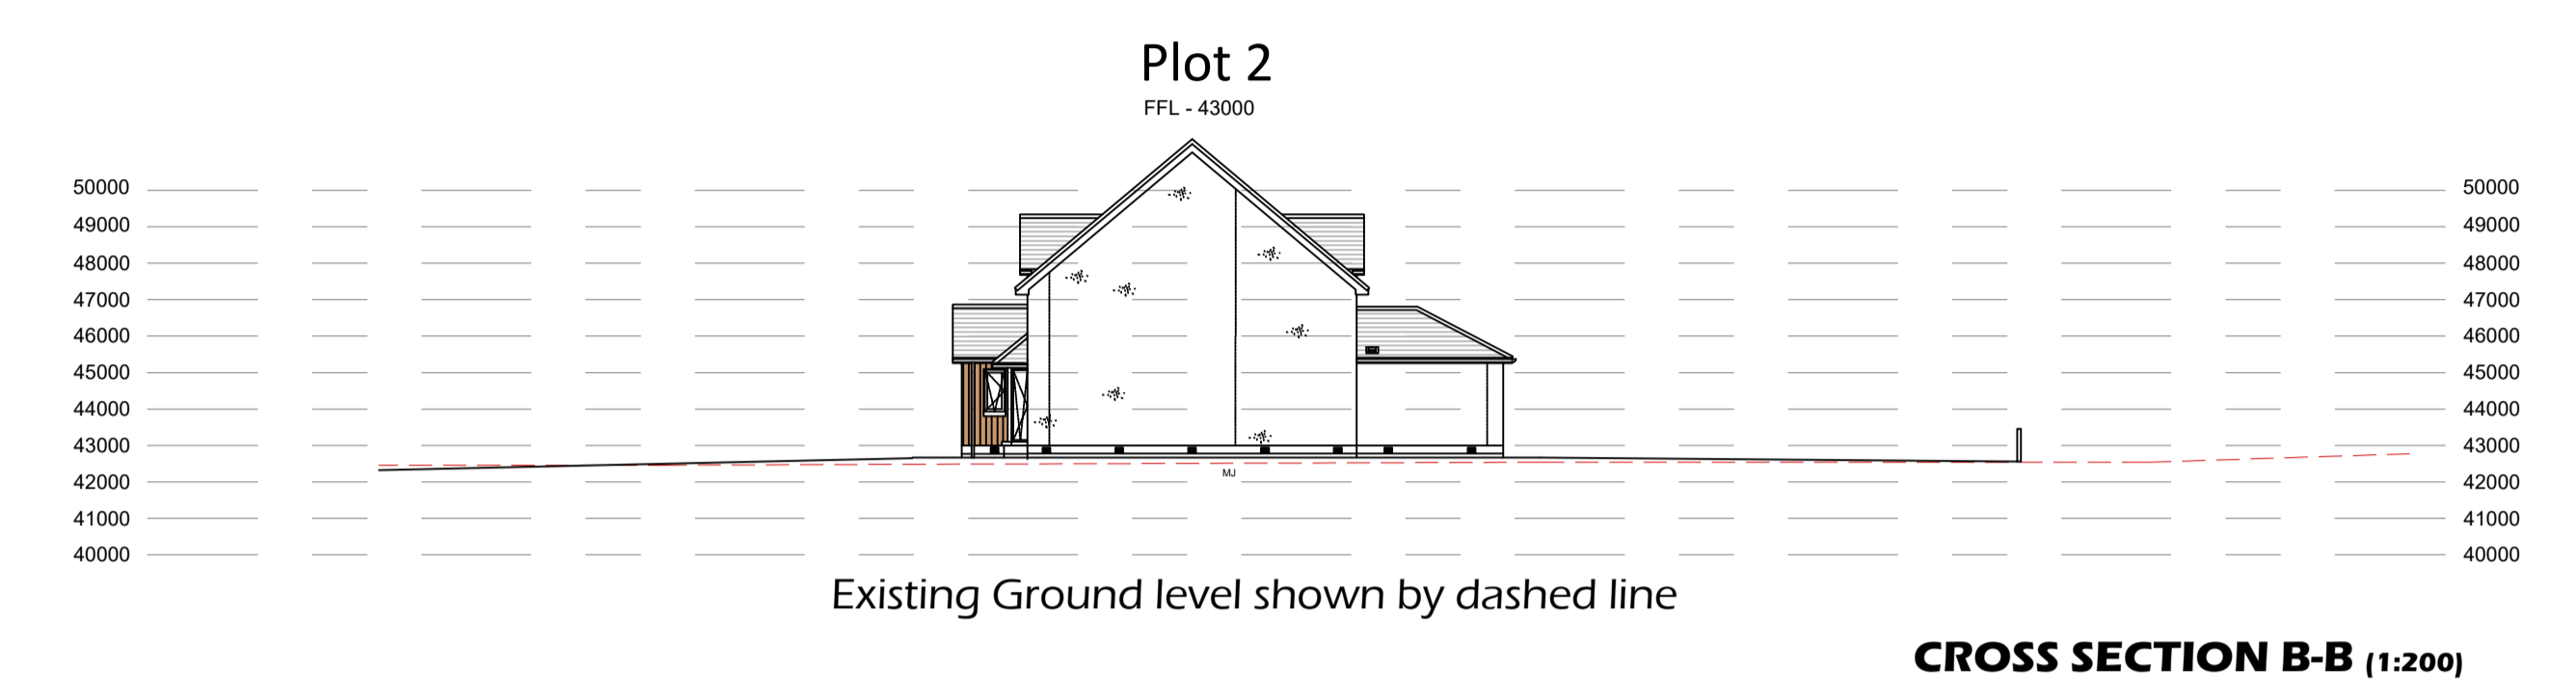 Plot 2
FFL - 43000
50000 50000
49000 49000
48000 48000
47000 47000
46000 46000
45000 45000
44000 44000
43000 43000
MJ
42000 42000
41000 41000
40000 40000
Existing Ground level shown by dashed line
CROSS SECTION B-B (1:200)